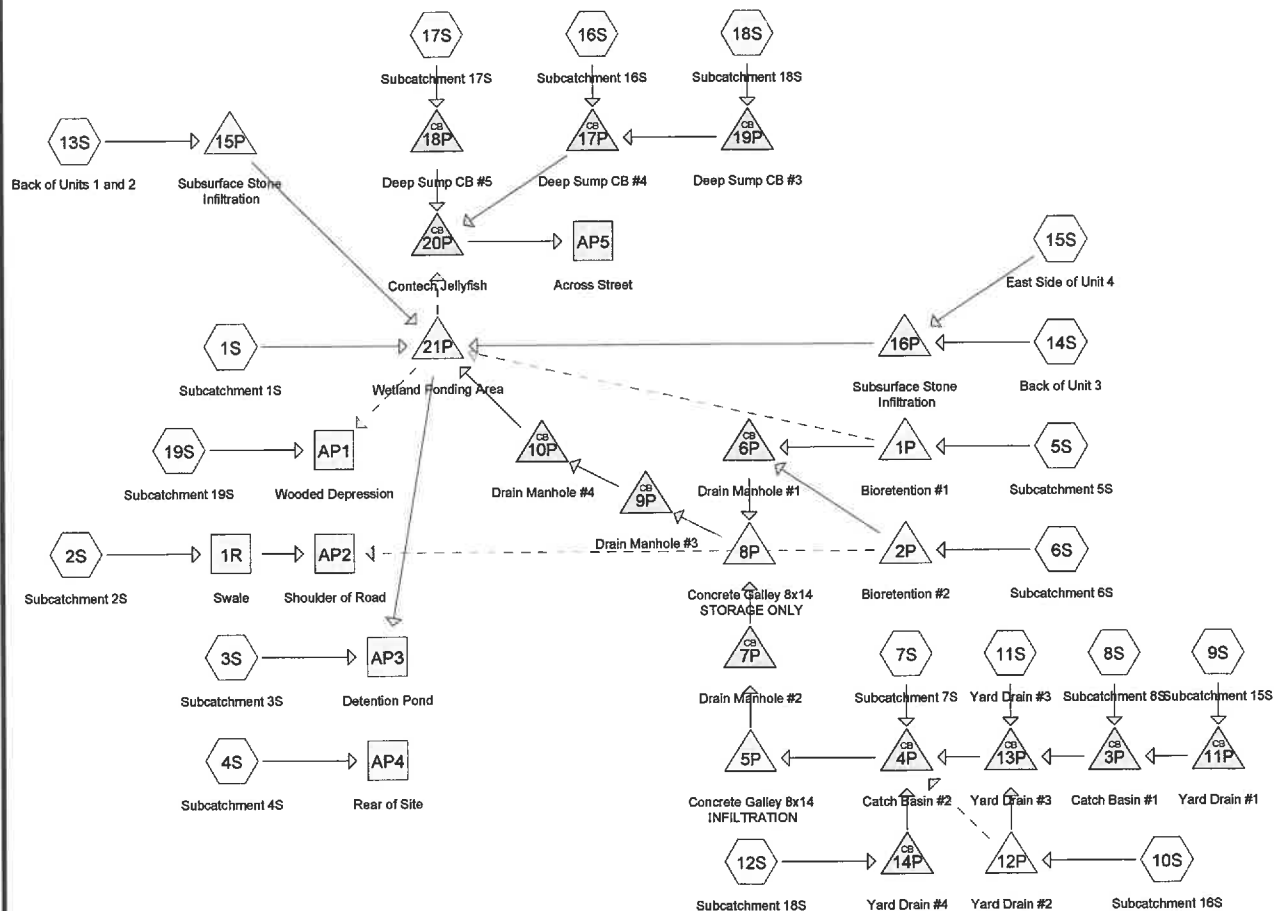 17S
16S
18S
Subcatchment 17S
Subcatchment 16S
Subcatchment 18S
13S
15P
CB
18P
CB
17P
CB
19P
Back of Units 1 and 2
Subsurface Stone
Infiltration
Deep Sump CB #5
Deep Sump CB #4
Deep Sump CB #3
CB
20P
AP5
15S
Contech Jellyfish
Across Street
East Side of Unit 4
1S
21P
16P
14S
Subcatchment 1S
Wetland Ponding Area
Subsurface Stone
Infiltration
Back of Unit 3
19S
AP1
CB
10P
CB
6P
1P
5S
Subcatchment 19S
Wooded Depression
Drain Manhole #4
Drain Manhole #1
Bioretention #1
Subcatchment 5S
CB
9P
Drain Manhole #3
2S
1R
AP2
8P
2P
6S
Subcatchment 2S
Swale
Shoulder of Road
Concrete Galley 8x14
STORAGE ONLY
Bioretention #2
Subcatchment 6S
3S
AP3
CB
7P
7S
11S
8S
9S
Subcatchment 3S
Detention Pond
Drain Manhole #2
Subcatchment 7S
Yard Drain #3
Subcatchment 8S
Subcatchment 15S
4S
AP4
5P
CB
4P
CB
13P
CB
3P
CB
11P
Subcatchment 4S
Rear of Site
Concrete Galley 8x14
INFILTRATION
Catch Basin #2
Yard Drain #3
Catch Basin #1
Yard Drain #1
12S
CB
14P
12P
10S
Subcatchment 18S
Yard Drain #4
Yard Drain #2
Subcatchment 16S